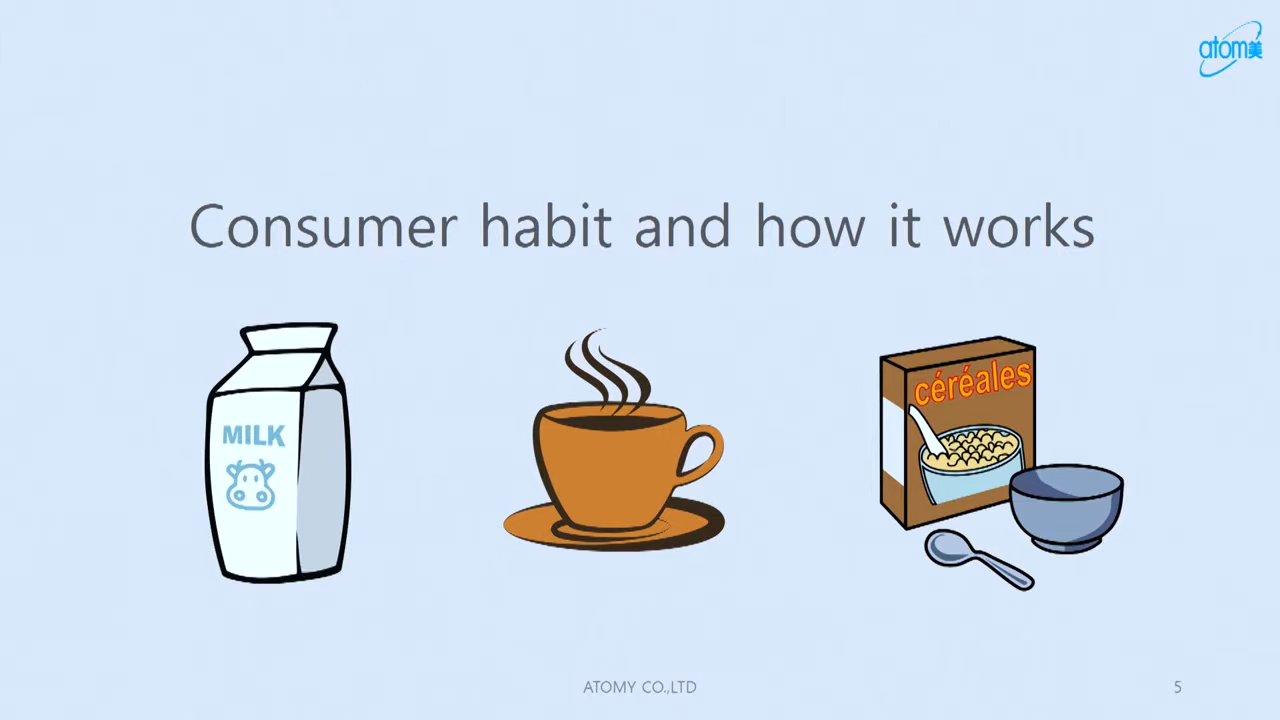 atom美
Consumer habit and how it works
MILK
céréales
ATOMY CO.,LTD
5